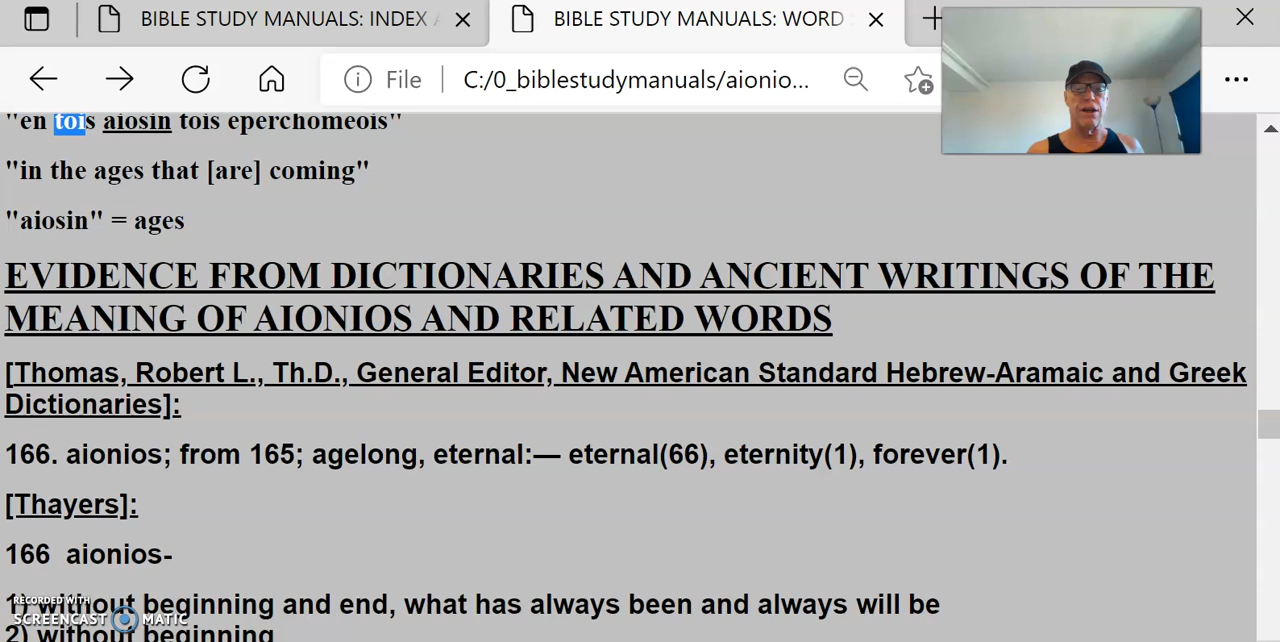 BIBLE STUDY MANUALS: INDEX
BIBLE STUDY MANUALS: WORD
File
C:/0_biblestudymanuals/aionio...
"en tois aiosin tois eperchomeois"
"in the ages that [are] coming"
"aiosin" = ages
EVIDENCE FROM DICTIONARIES AND ANCIENT WRITINGS OF THE
MEANING OF AIONIOS AND RELATED WORDS
[Thomas, Robert L., Th.D., General Editor, New American Standard Hebrew-Aramaic and Greek
Dictionaries]:
166. aionios; from 165; agelong, eternal:— eternal(66), eternity(1), forever(1).
[Thayers]:
166 aionios-
1) without beginning and end, what has always been and always will be
RECORDED WITH
SCREENCAST MATIC
2) without beginning